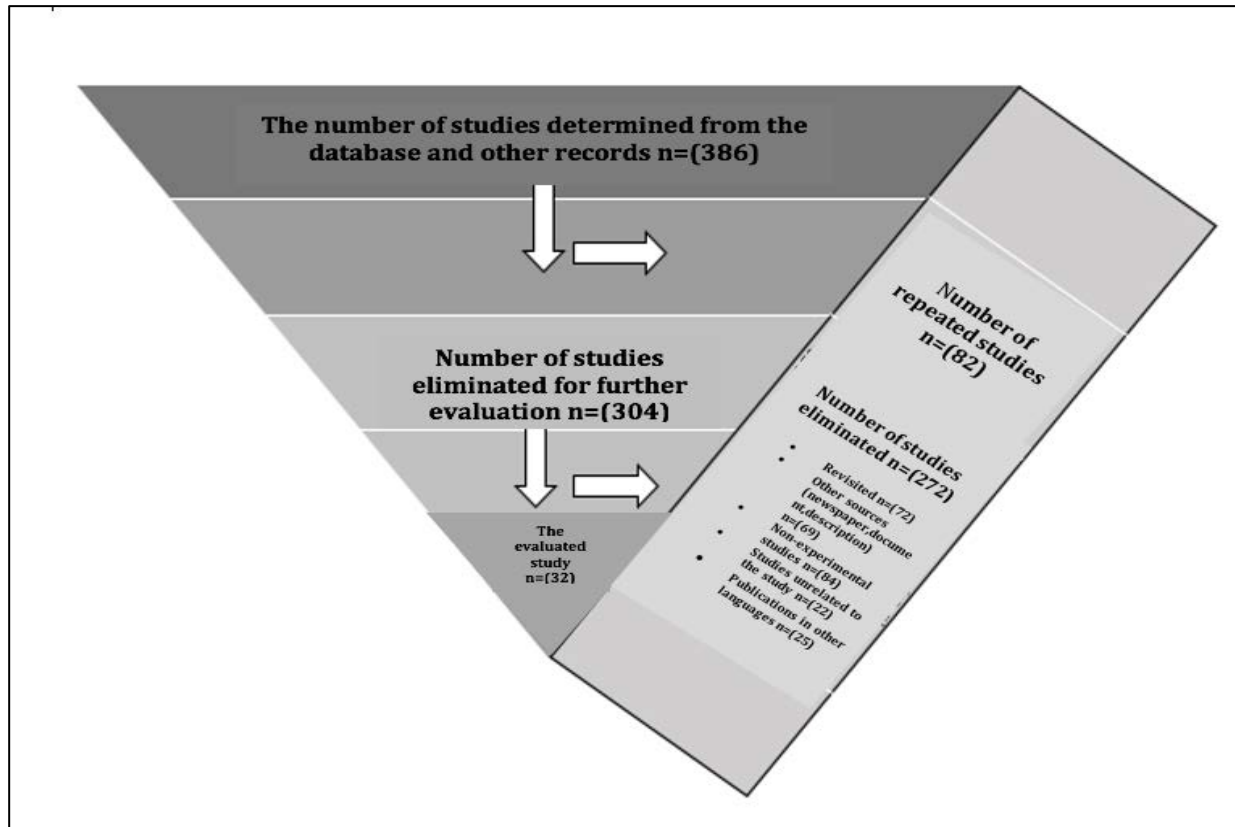 The number of studies determined from the
database and other records n=(386)
Number of studies
eliminated for further
evaluation n=(304)
The
evaluated
study
n=(32)
Number of
repeated studies
n=(82)
Number of studies
eliminated n=(272)
• Revisited n=(72)
• Other sources
(newspaper,docume
nt,description)
n=(69)
• Non-experimental
studies n=(84)
• Studies unrelated to
the study n=(22)
• Publications in other
languages n=(25)